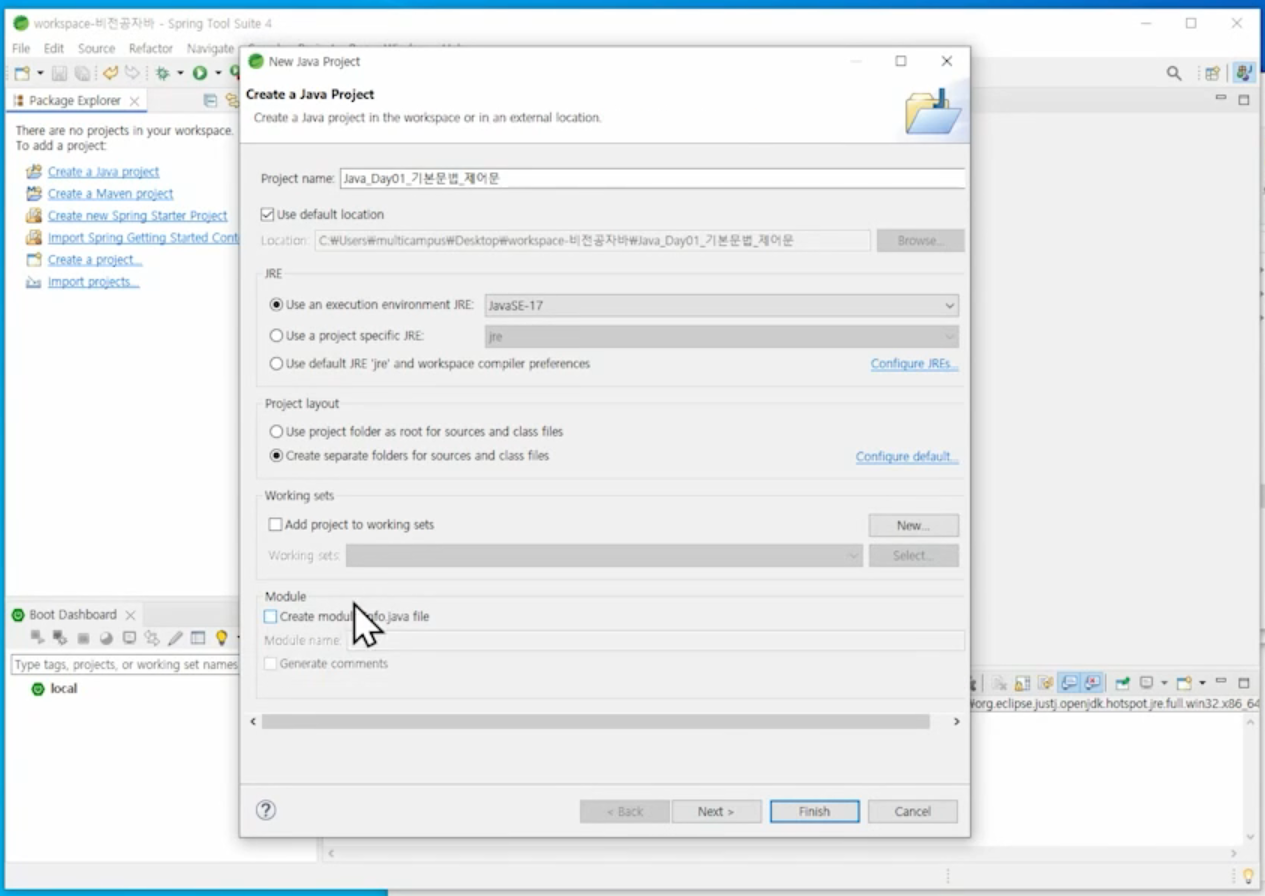 workspace-비전공자바 - Spring Tool Suite 4
File Edit Source Refactor Navigate
Package Explorer
There are no projects in your workspace.
To add a project:
Create a Java project
Create a Maven project
Create new Spring Starter Project
Import Spring Getting Started Cont
Create a project...
Import projects...
Boot Dashboard
Type tags, projects, or working set names
local
New Java Project
Create a Java Project
Create a Java project in the workspace or in an external location.
Project name: Java_Day01_기본문법_제어문
Use default location
Location: C:₩Users₩multicampus₩Desktop₩workspace-비전공자바₩Java_Day01_기본문법_제어문 Browse...
JRE
Use an execution environment JRE: JavaSE-17
Use a project specific JRE: jre
Use default JRE 'jre' and workspace compiler preferences Configure JREs...
Project layout
Use project folder as root for sources and class files
Create separate folders for sources and class files Configure default...
Working sets
Add project to working sets New...
Working sets: Select...
Module
Create modul nfo.java file
Module name:
Generate comments
? < Back Next > Finish Cancel
₩org.eclipse.justj.openjdk.hotspot.jre.full.win32.x86_64